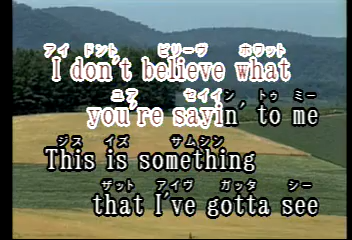 アイ ドント ビリーヴ ホワット
I don't believe what
ユア セイイン トゥ ミー
you're sayin' to me
ジス イズ サムシン
This is something
ザット アイヴ ガッタ シー
that I've gotta see